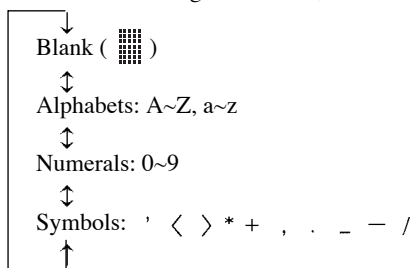 Blank ( ▦ )
↕
Alphabets: A~Z, a~z
↕
Numerals: 0~9
↕
Symbols: ' 〈 〉 * + , . _ − /